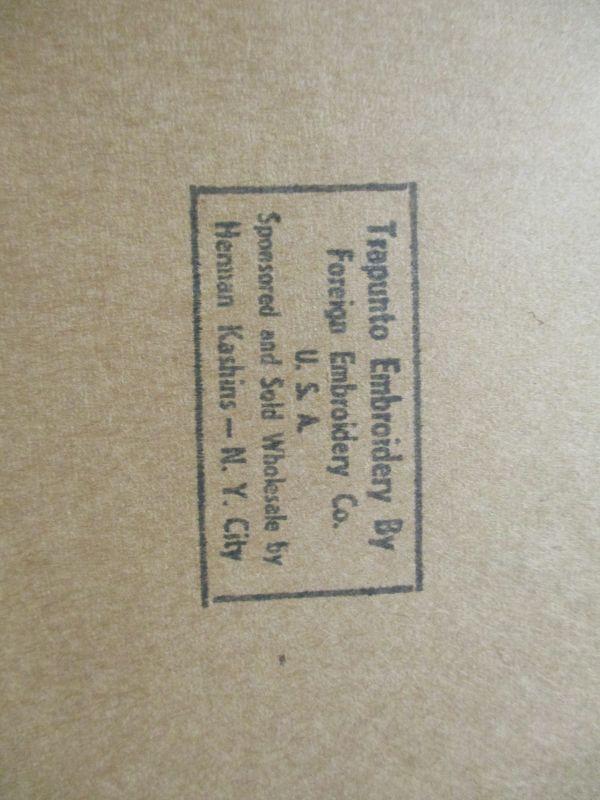 Trapunto Embroidery By
Foreign Embroidery Co.
U. S. A.
Sponsored and Sold Wholesale by
Herman Kashins — N. Y. City